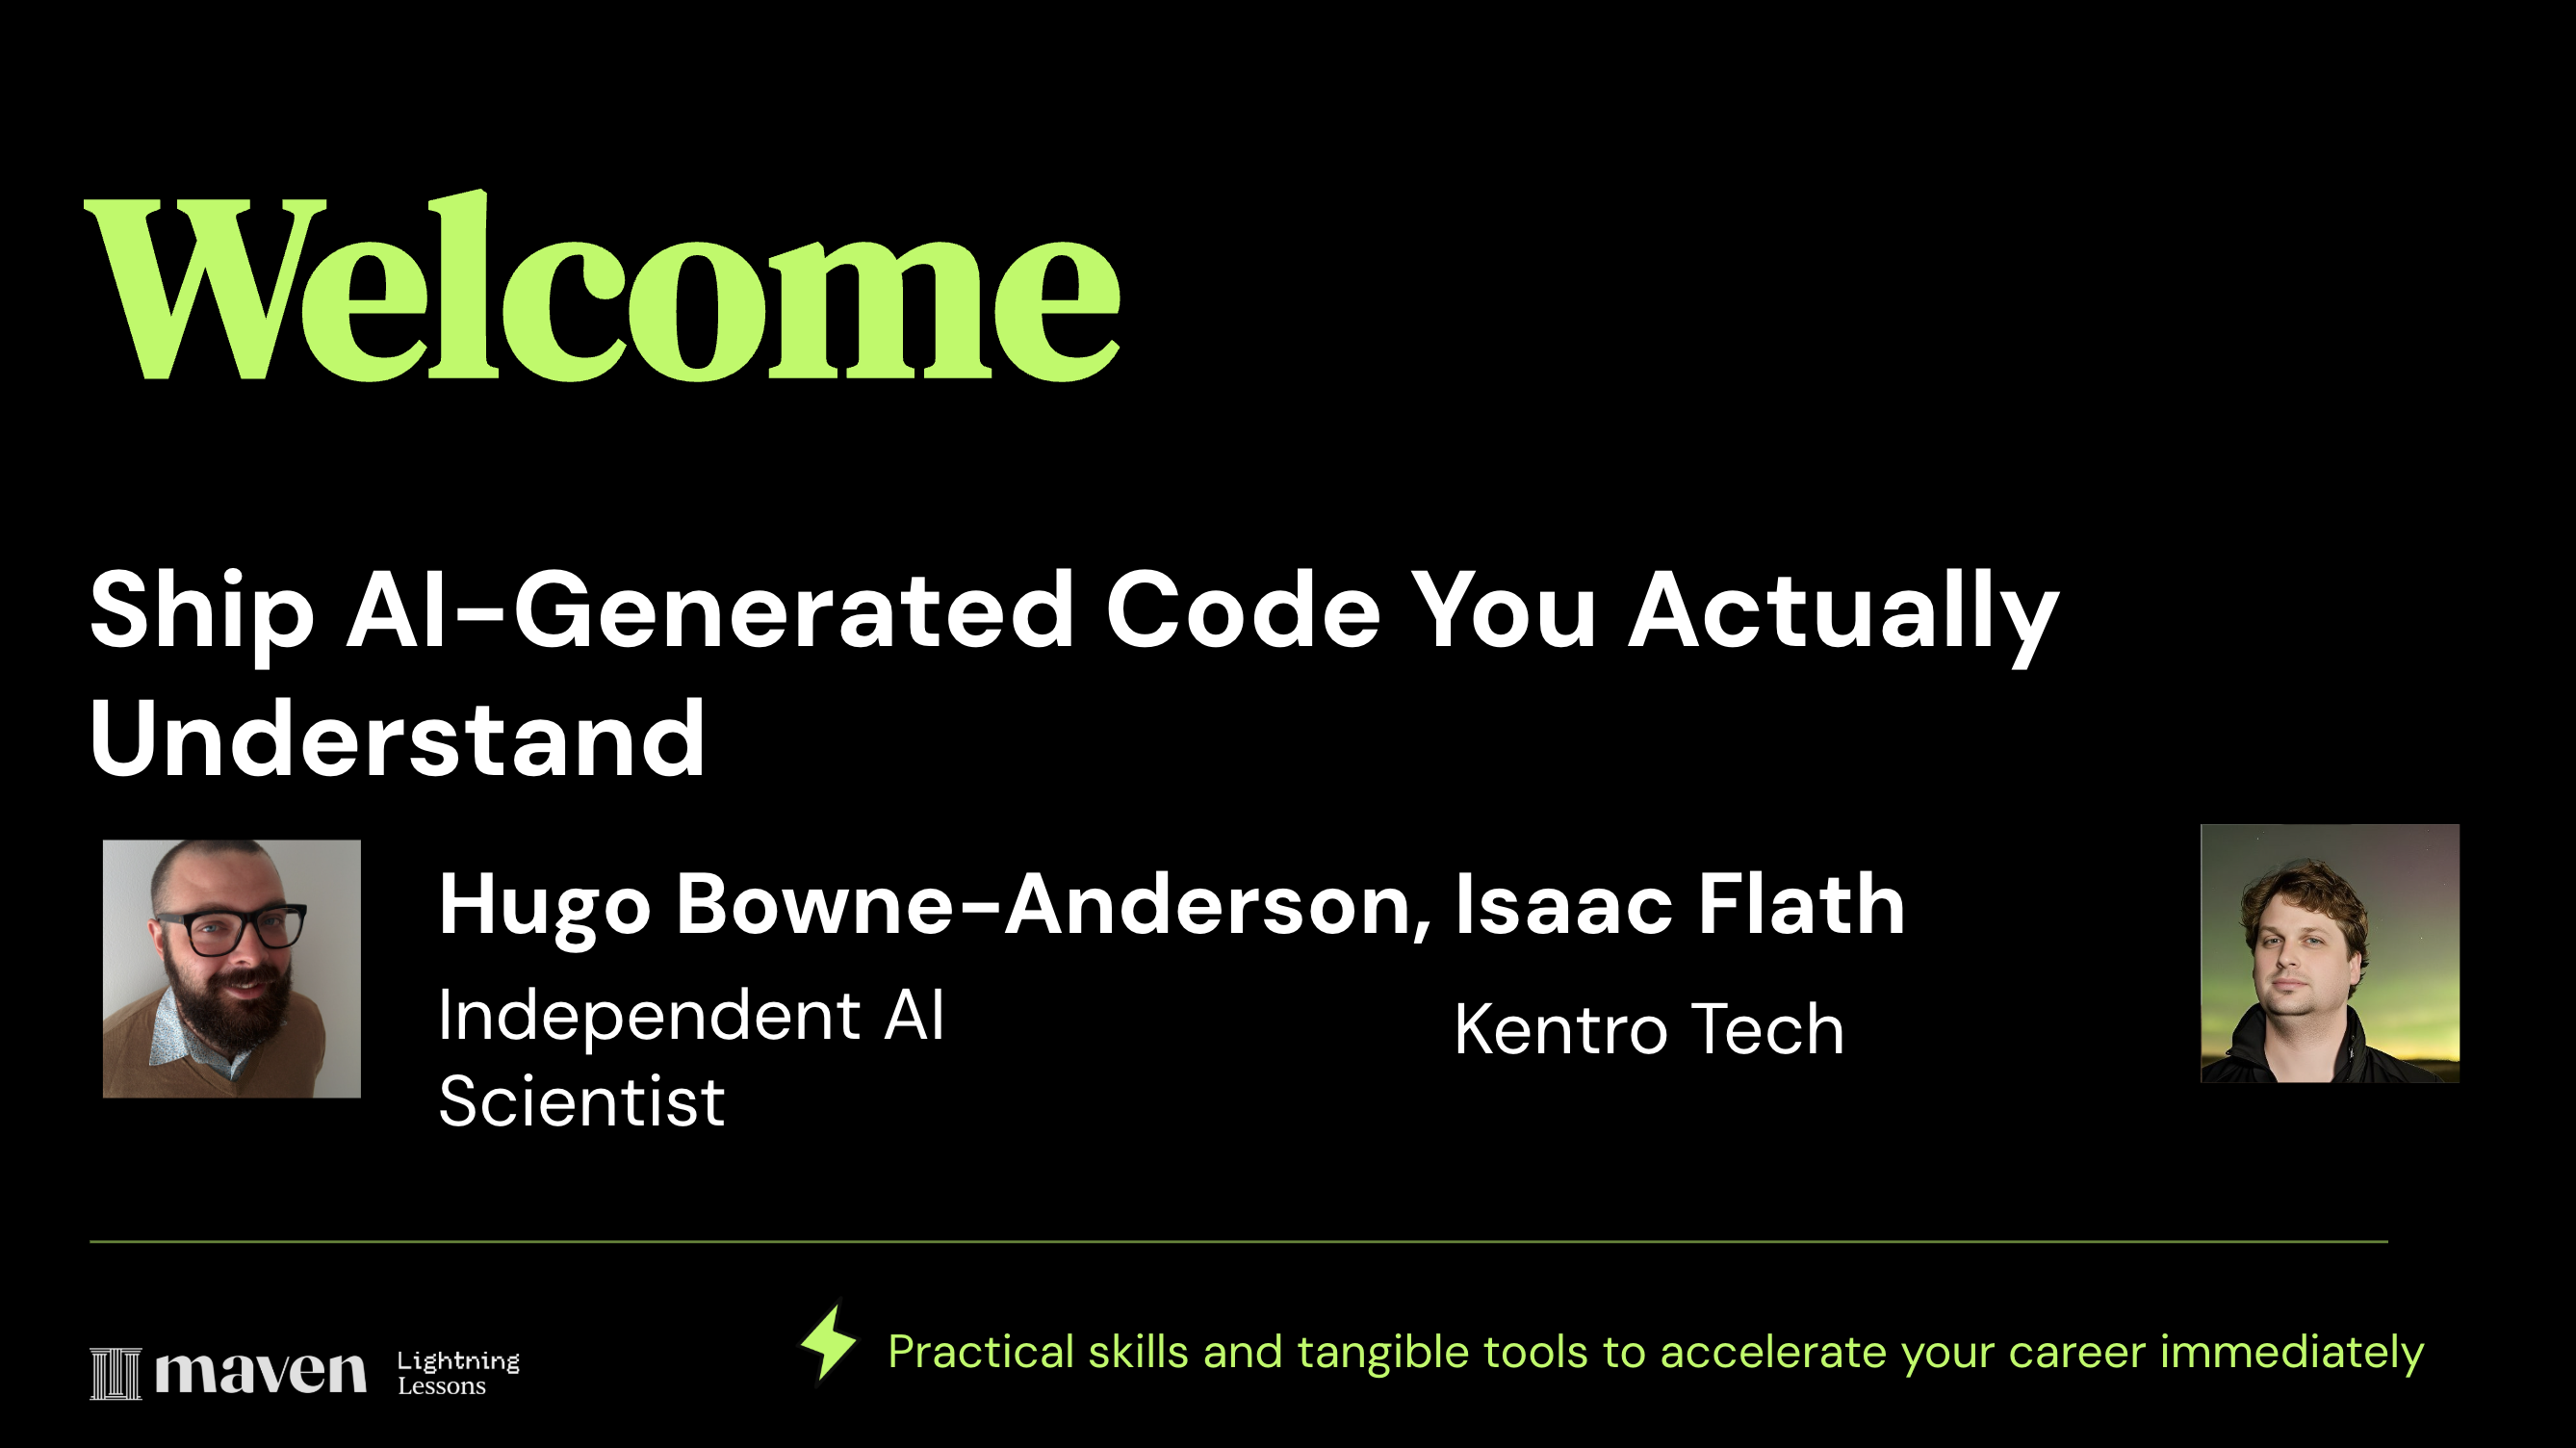 Welcome
Ship AI-Generated Code You Actually
Understand
Hugo Bowne-Anderson, Isaac Flath
Independent AI
Scientist
Kentro Tech
maven
Lightning
Lessons
Practical skills and tangible tools to accelerate your career immediately